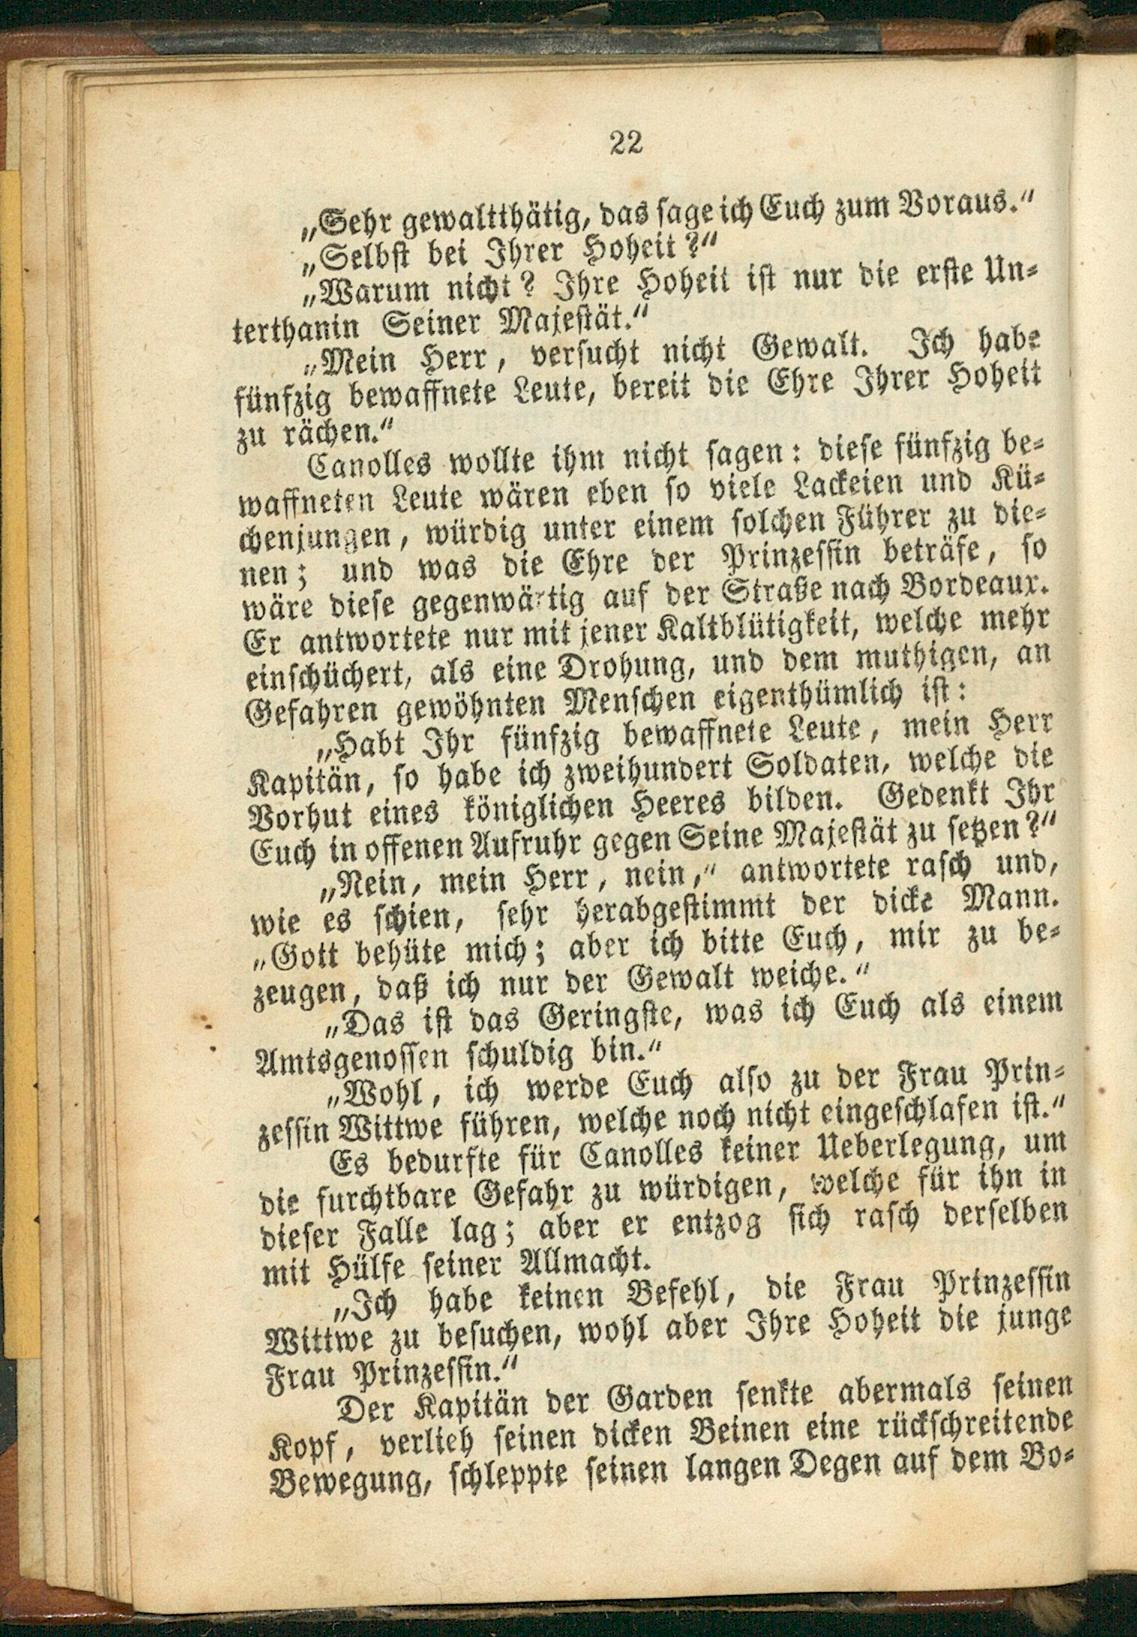 22
„Sehr gewaltthätig, das sage ich Euch zum Voraus.“
„Selbst bei Ihrer Hoheit?“
„Warum nicht? Ihre Hoheit ist nur die erste Un-
terthanin Seiner Majestät.“
„Mein Herr, versucht nicht Gewalt. Ich habe
fünfzig bewaffnete Leute, bereit die Ehre Ihrer Hoheit
zu rächen.“
Canolles wollte ihm nicht sagen: diese fünfzig be-
waffneten Leute wären eben so viele Lackeien und Kü-
chenjungen, würdig unter einem solchen Führer zu die-
nen; und was die Ehre der Prinzessin beträfe, so
wäre diese gegenwärtig auf der Straße nach Bordeaux.
Er antwortete nur mit jener Kaltblütigkeit, welche mehr
einschüchert, als eine Drohung, und dem muthigen, an
Gefahren gewöhnten Menschen eigenthümlich ist:
„Habt Ihr fünfzig bewaffnete Leute, mein Herr
Kapitän, so habe ich zweihundert Soldaten, welche die
Vorhut eines königlichen Heeres bilden. Gedenkt Ihr
Euch in offenen Aufruhr gegen Seine Majestät zu setzen?“
„Nein, mein Herr, nein,“ antwortete rasch und,
wie es schien, sehr herabgestimmt der dicke Mann.
„Gott behüte mich; aber ich bitte Euch, mir zu be-
zeugen, daß ich nur der Gewalt weiche.“
„Das ist das Geringste, was ich Euch als einem
Amtsgenossen schuldig bin.“
„Wohl, ich werde Euch also zu der Frau Prin-
zessin Wittwe führen, welche noch nicht eingeschlafen ist.“
Es bedurfte für Canolles keiner Ueberlegung, um
die furchtbare Gefahr zu würdigen, welche für ihn in
dieser Falle lag; aber er entzog sich rasch derselben
mit Hülfe seiner Allmacht.
„Ich habe keinen Befehl, die Frau Prinzessin
Wittwe zu besuchen, wohl aber Ihre Hoheit die junge
Frau Prinzessin.“
Der Kapitän der Garden senkte abermals seinen
Kopf, verlieh seinen dicken Beinen eine rückschreitende
Bewegung, schleppte seinen langen Degen auf dem Bo-